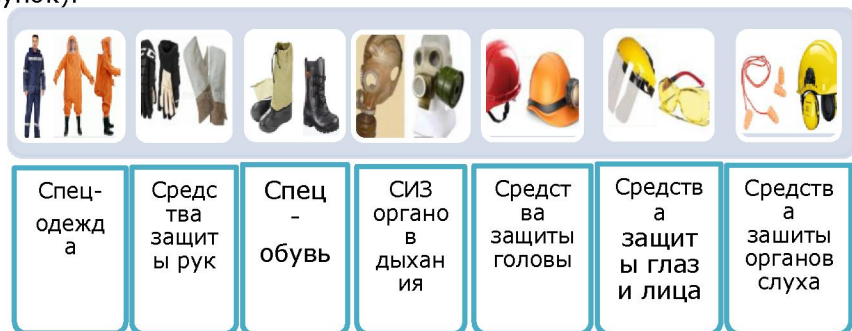 унок).
Спец-
одежд
а
Средс
тва
защит
ы рук
Спец
-
обувь
СИЗ
органо
в
дыхан
ия
Средст
ва
защиты
головы
Средств
а
защит
ы глаз
и лица
Средств
а
зашиты
органов
слуха